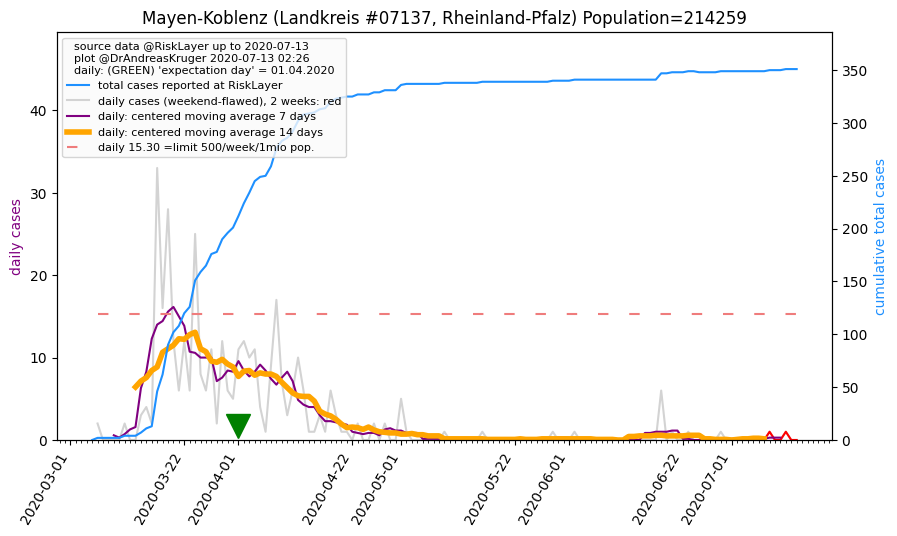 Mayen-Koblenz (Landkreis #07137, Rheinland-Pfalz) Population=214259
source data @RiskLayer up to 2020-07-13
plot @DrAndreasKruger 2020-07-13 02:26
daily: (GREEN) 'expectation day' = 01.04.2020
total cases reported at RiskLayer
daily cases (weekend-flawed), 2 weeks: red
daily: centered moving average 7 days
daily: centered moving average 14 days
daily 15.30 =limit 500/week/1mio pop.
daily cases
40
30
20
10
0
cumulative total cases
350
300
250
200
150
100
50
0
2020-03-01
2020-03-22
2020-04-01
2020-04-22
2020-05-01
2020-05-22
2020-06-01
2020-06-22
2020-07-01